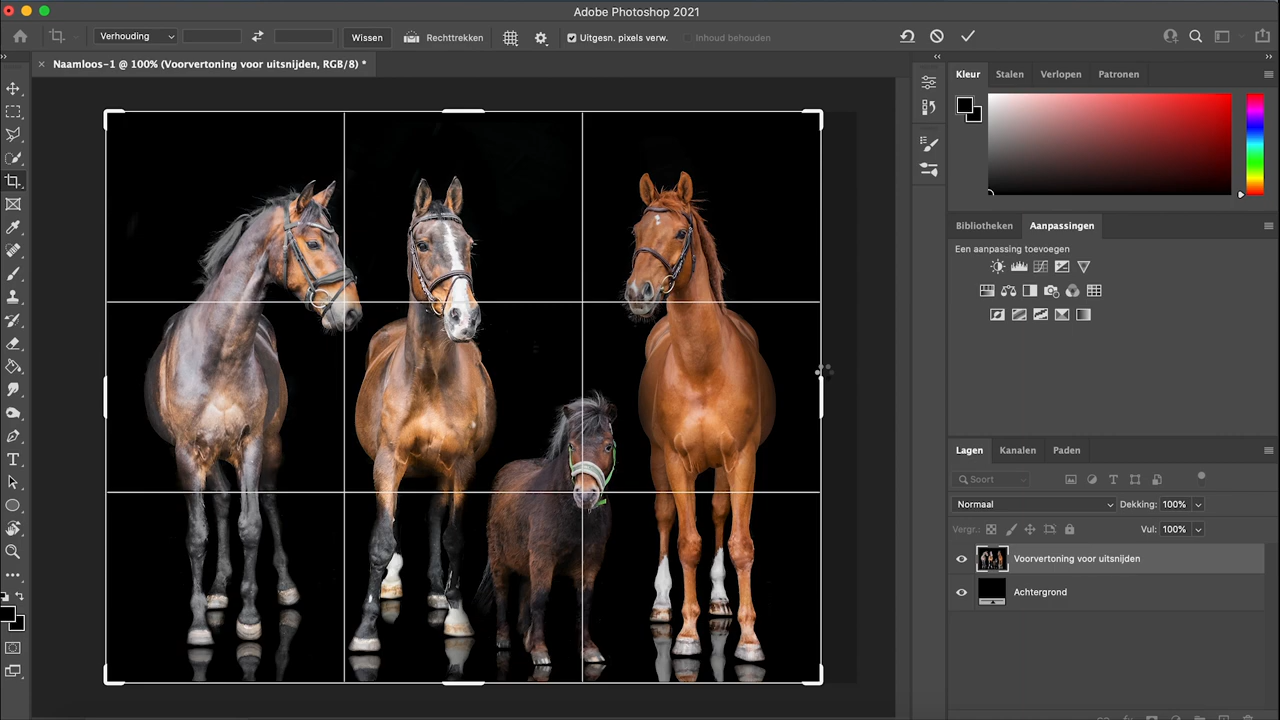 Adobe Photoshop 2021
Verhouding Wissen Rechttrekken Uitgesn. pixels verw. Inhoud behouden
× Naamloos-1 @ 100% (Voorvertoning voor uitsnijden, RGB/8) *
Kleur Stalen Verlopen Patronen
Bibliotheken Aanpassingen
Een aanpassing toevoegen
Lagen Kanalen Paden
Soort
Normaal Dekking: 100%
Vergr.: Vul: 100%
Voorvertoning voor uitsnijden
Achtergrond